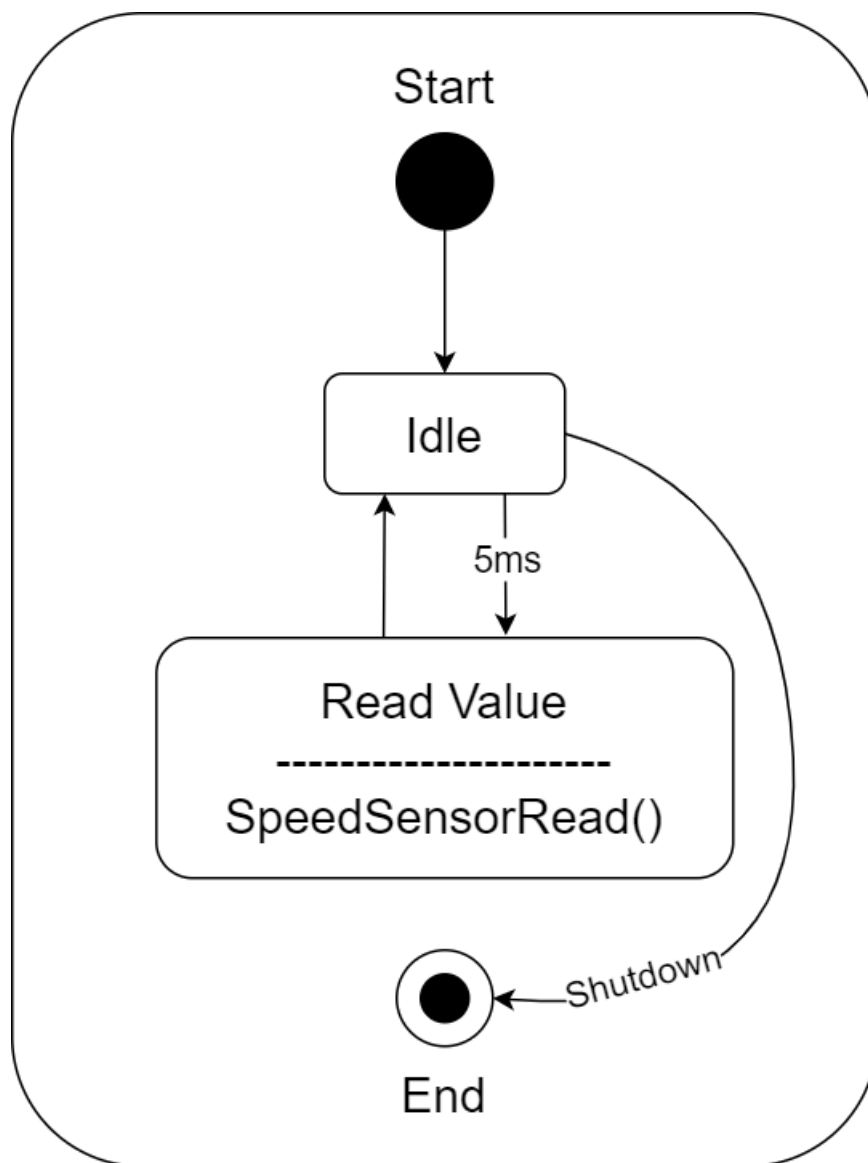 Start
Idle
5ms
Read Value
----------------------
SpeedSensorRead()
Shutdown
End